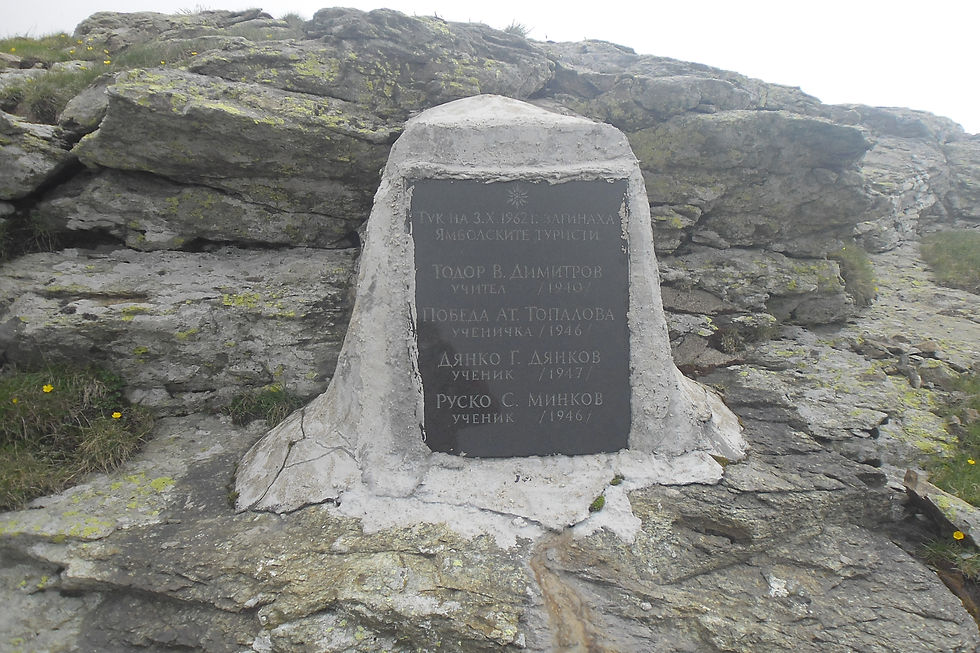 Тук на 3.X.1962 г. загинаха
Ямболските туристи
Тодор В. Димитров
учител /1940/
Победа Ат. Топалова
ученичка /1946/
Дянко Г. Дянков
ученик /1947/
Руско С. Минков
ученик /1946/